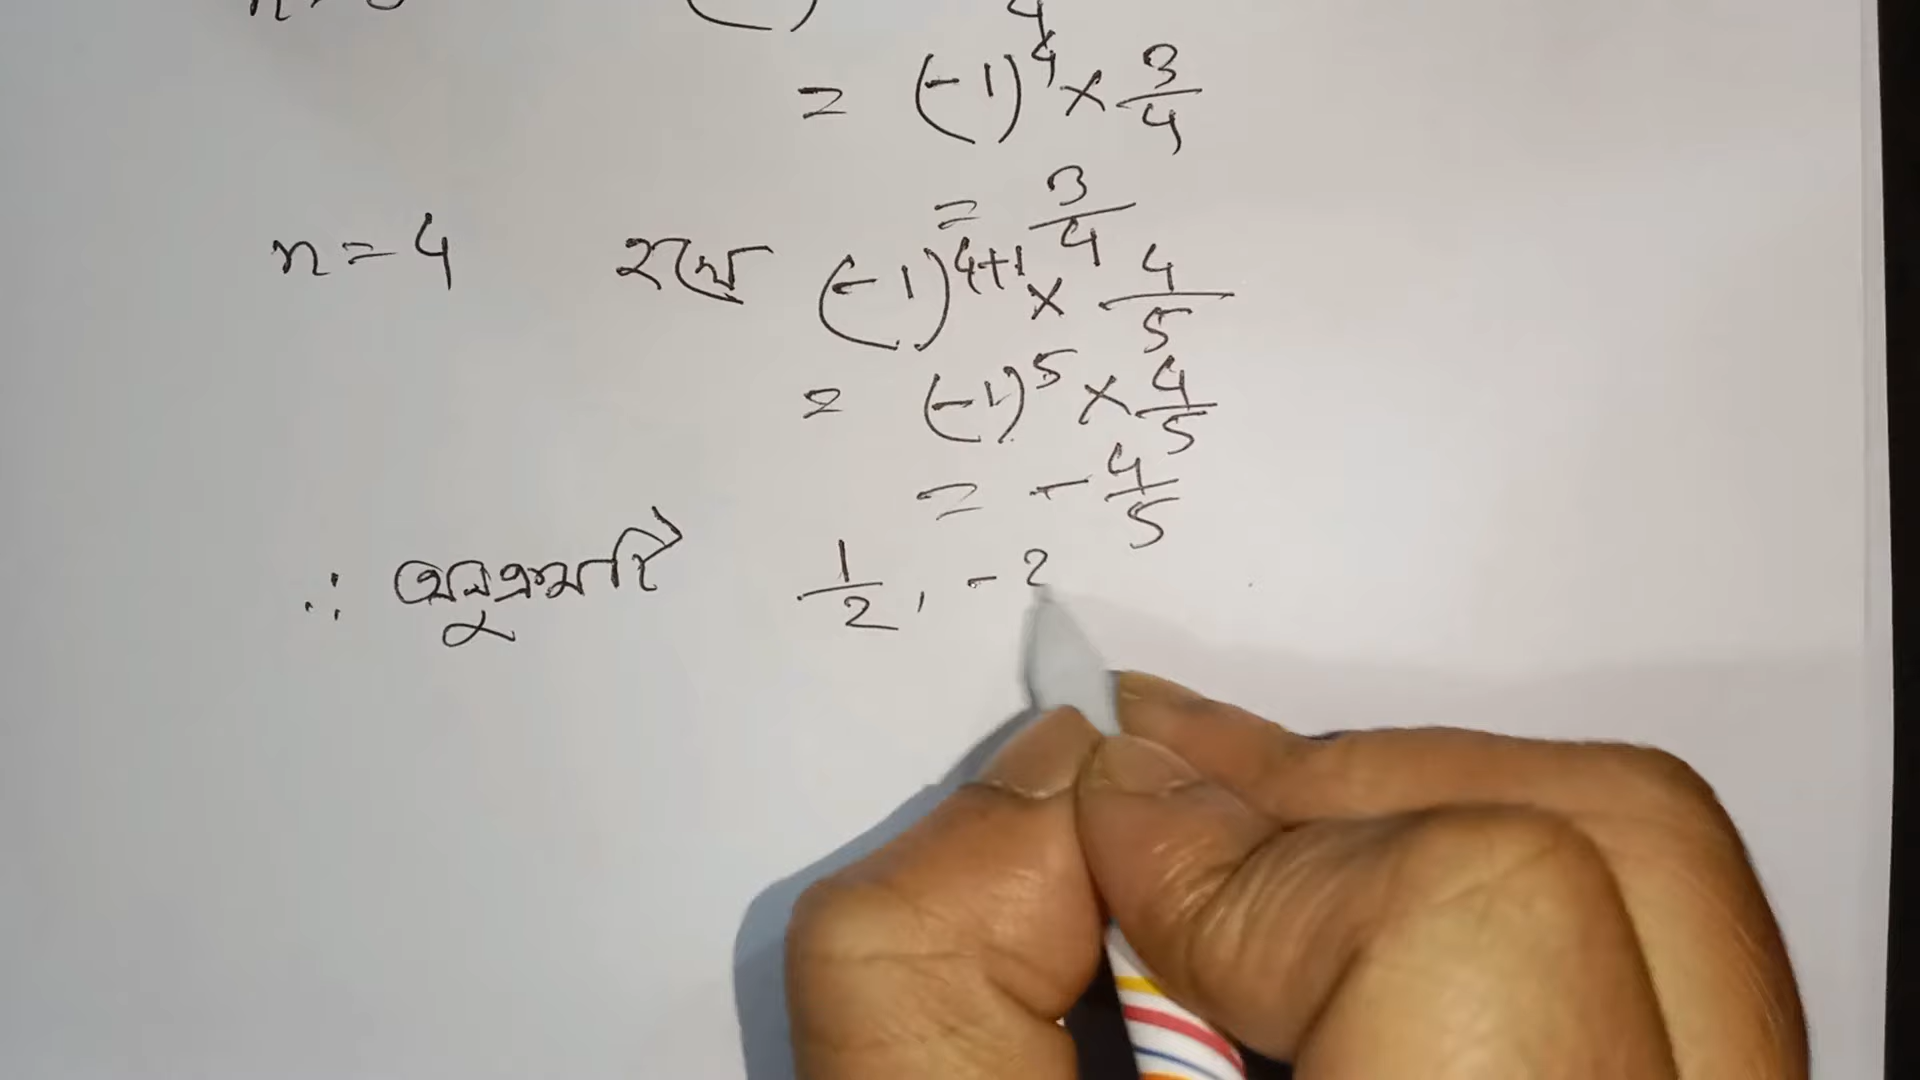 = (-1)^4 × 3/4
= 3/4
n = 4 হলে (-1)^{4+1} × 4/5
= (-1)^5 × 4/5
= - 4/5
∴ অনুক্রমটি 1/2, - 2